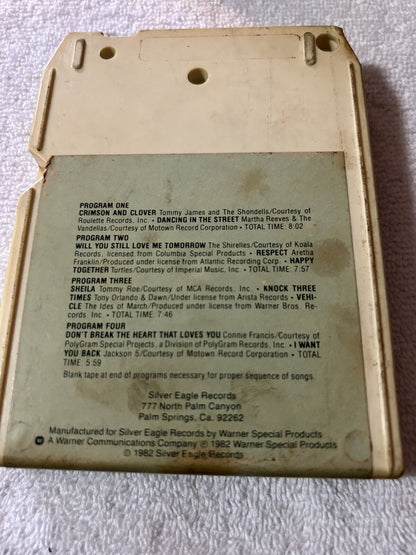 PROGRAM ONE
CRIMSON AND CLOVER Tommy James and The Shondells/Courtesy of
Roulette Records, Inc. • DANCING IN THE STREET Martha Reeves & The
Vandellas/Courtesy of Motown Record Corporation • TOTAL TIME: 8:02
PROGRAM TWO
WILL YOU STILL LOVE ME TOMORROW The Shirelles/Courtesy of Koala
Records, licensed from Columbia Special Products • RESPECT Aretha
Franklin/Produced under license from Atlantic Recording Corp. • HAPPY
TOGETHER Turtles/Courtesy of Imperial Music, Inc. • TOTAL TIME: 7:57
PROGRAM THREE
SHEILA Tommy Roe/Courtesy of MCA Records, Inc. • KNOCK THREE
TIMES Tony Orlando & Dawn/Under license from Arista Records • VEHI-
CLE The Ides of March/Produced under license from Warner Bros. Re-
cords, Inc. • TOTAL TIME: 7:46
PROGRAM FOUR
DON'T BREAK THE HEART THAT LOVES YOU Connie Francis/Courtesy of
PolyGram Special Projects, a Division of PolyGram Records, Inc. • I WANT
YOU BACK Jackson 5/Courtesy of Motown Record Corporation • TOTAL
TIME: 5:59
Blank tape at end of programs necessary for proper sequence of songs.
Silver Eagle Records
777 North Palm Canyon
Palm Springs, Ca. 92262
Manufactured for Silver Eagle Records by Warner Special Products
A Warner Communications Company ℗ 1982 Warner Special Products
© 1982 Silver Eagle Records